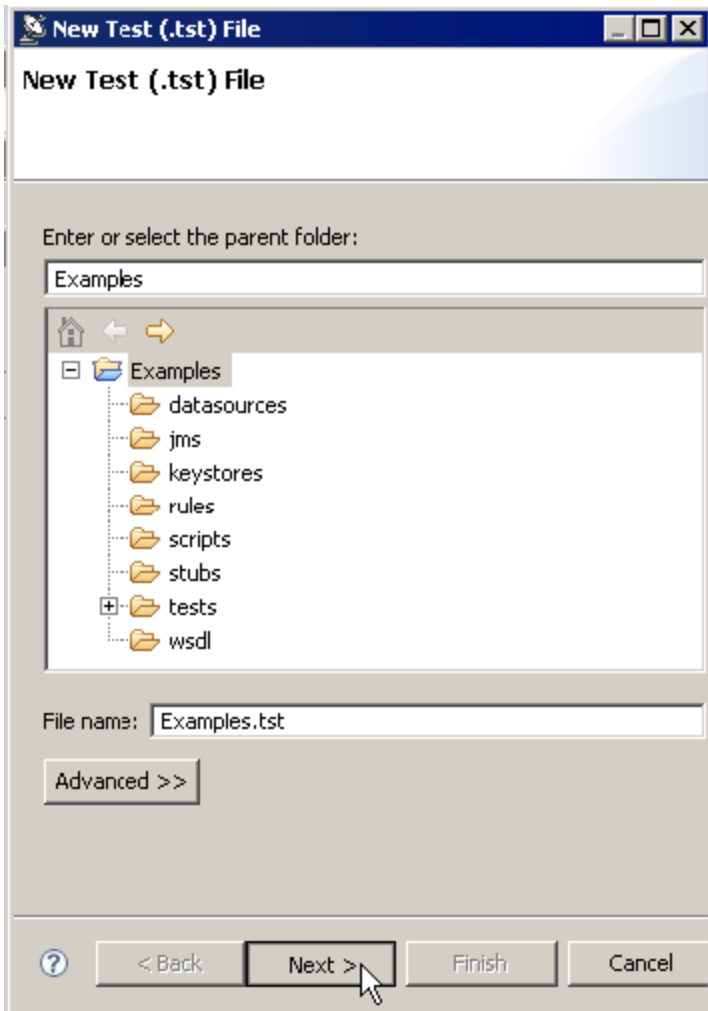 New Test (.tst) File
New Test (.tst) File
Enter or select the parent folder:
Examples
Examples
datasources
jms
keystores
rules
scripts
stubs
tests
wsdl
File name: Examples.tst
Advanced >>
? < Back Next > Finish Cancel